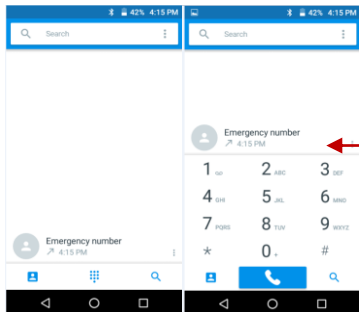 42% 4:15 PM
Search
Emergency number
4:15 PM
42% 4:15 PM
Search
Emergency number
4:15 PM
1 2 ABC 3 DEF
4 GHI 5 JKL 6 MNO
7 PQRS 8 TUV 9 WXYZ
* 0 #